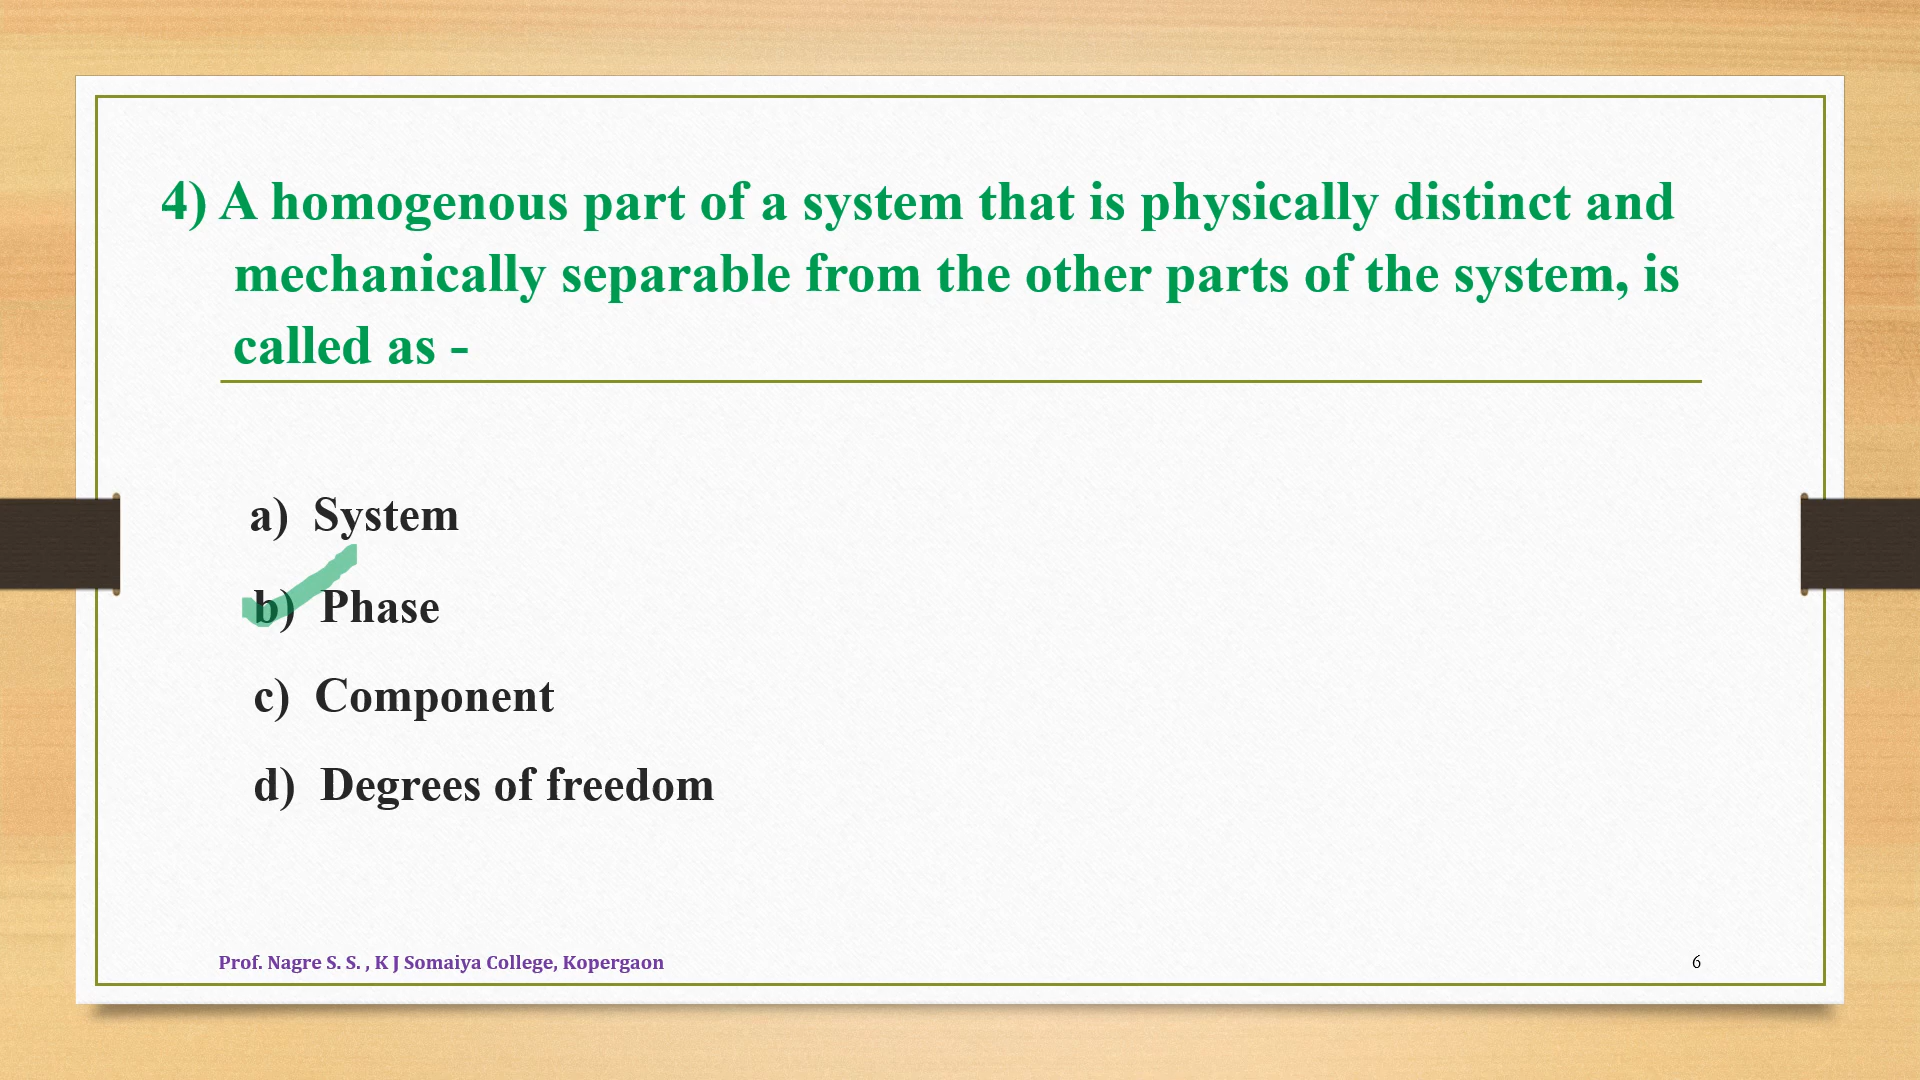 4) A homogenous part of a system that is physically distinct and
mechanically separable from the other parts of the system, is
called as -
a) System
b) Phase
c) Component
d) Degrees of freedom
Prof. Nagre S. S. , K J Somaiya College, Kopergaon
6